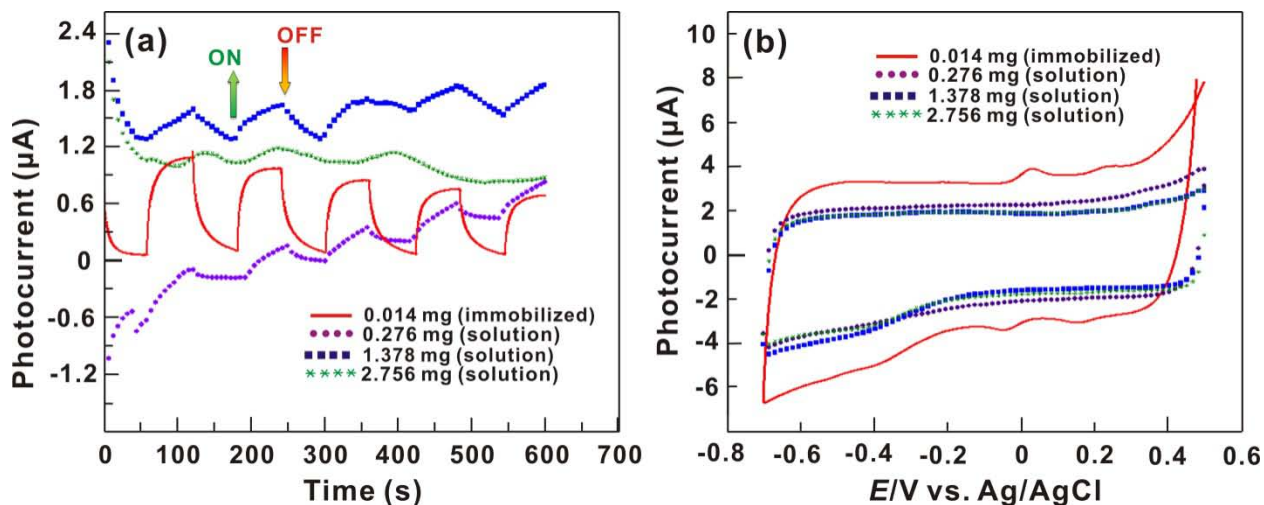 (a)
OFF
ON
2.4
1.8
1.2
0.6
0
-0.6
-1.2
Photocurrent (µA)
0.014 mg (immobilized)
0.276 mg (solution)
1.378 mg (solution)
2.756 mg (solution)
0 100 200 300 400 500 600 700
Time (s)
(b)
0.014 mg (immobilized)
0.276 mg (solution)
1.378 mg (solution)
2.756 mg (solution)
10
8
6
4
2
0
-2
-4
-6
Photocurrent (µA)
-0.8 -0.6 -0.4 -0.2 0 0.2 0.4 0.6
E/V vs. Ag/AgCl